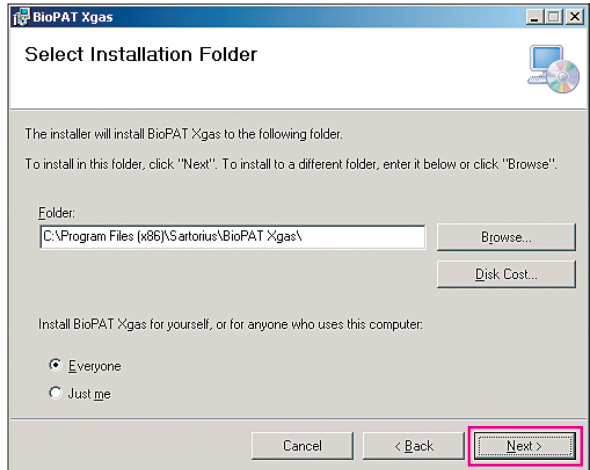 BioPAT Xgas
Select Installation Folder
The installer will install BioPAT Xgas to the following folder.
To install in this folder, click "Next". To install to a different folder, enter it below or click "Browse".
Folder:
C:\Program Files (x86)\Sartorius\BioPAT Xgas\
Browse...
Disk Cost...
Install BioPAT Xgas for yourself, or for anyone who uses this computer:
Everyone
Just me
Cancel
< Back
Next >